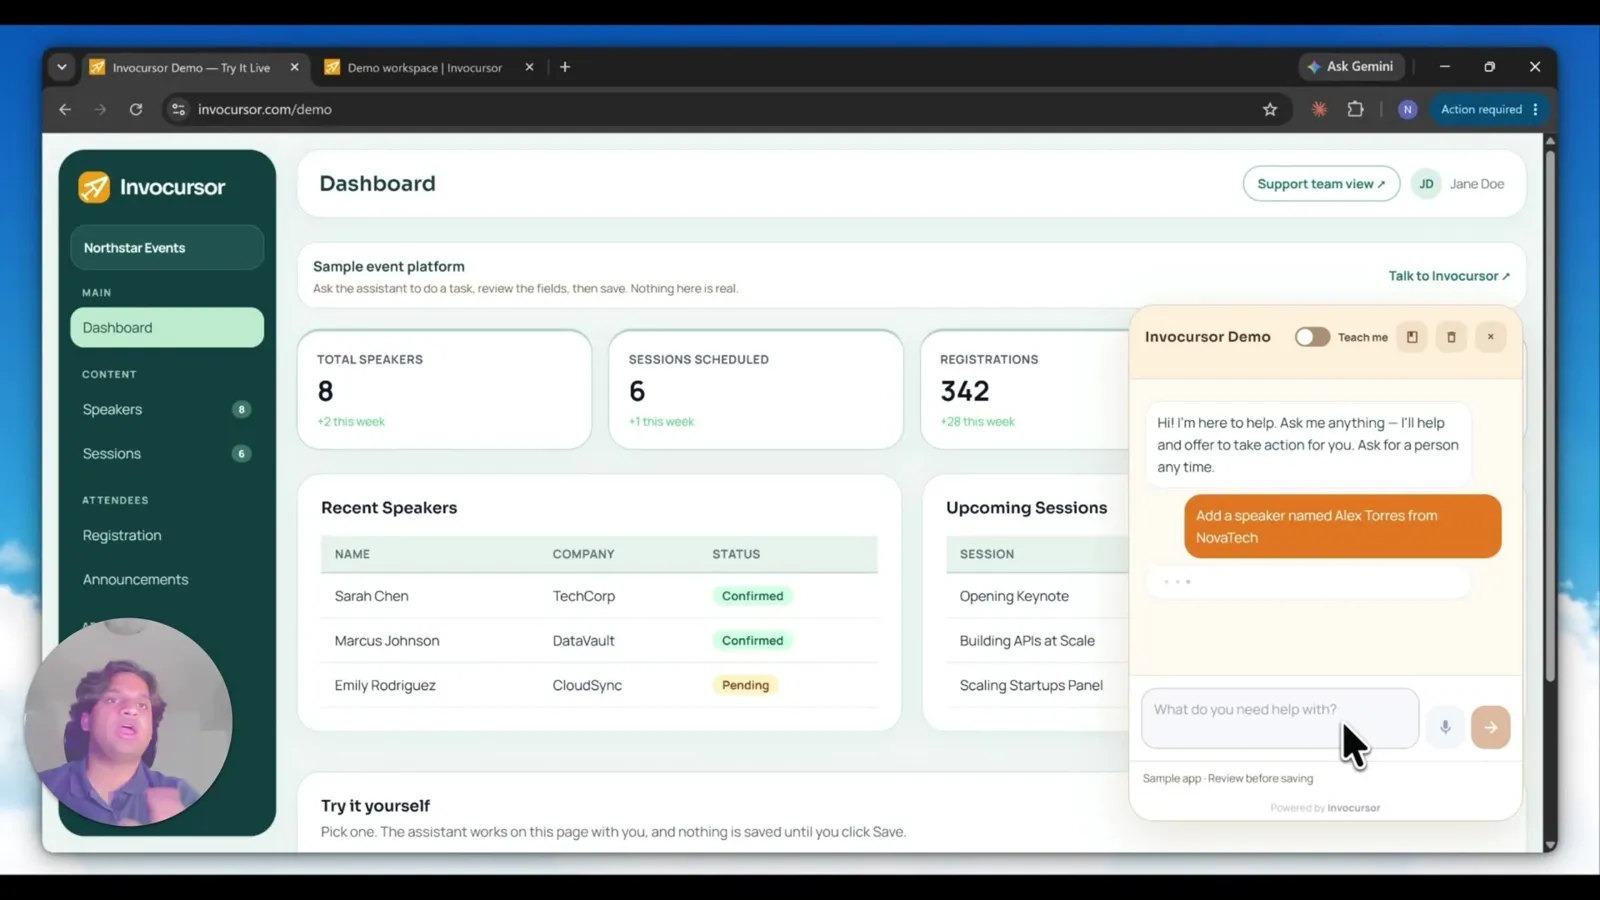 Invocursor Demo — Try It Live
Demo workspace | Invocursor
Ask Gemini
invocursor.com/demo
N
Action required
Invocursor
Northstar Events
MAIN
Dashboard
CONTENT
Speakers 8
Sessions 6
ATTENDEES
Registration
Announcements
Dashboard
Support team view ↗
JD
Jane Doe
Sample event platform
Ask the assistant to do a task, review the fields, then save. Nothing here is real.
Talk to Invocursor ↗
TOTAL SPEAKERS
8
+2 this week
SESSIONS SCHEDULED
6
+1 this week
REGISTRATIONS
342
+28 this week
Recent Speakers
NAME COMPANY STATUS
Sarah Chen TechCorp Confirmed
Marcus Johnson DataVault Confirmed
Emily Rodriguez CloudSync Pending
Upcoming Sessions
SESSION
Opening Keynote
Building APIs at Scale
Scaling Startups Panel
Try it yourself
Pick one. The assistant works on this page with you, and nothing is saved until you click Save.
Invocursor Demo
Teach me
Hi! I'm here to help. Ask me anything — I'll help
and offer to take action for you. Ask for a person
any time.
Add a speaker named Alex Torres from
NovaTech
What do you need help with?
Sample app · Review before saving
Powered by Invocursor